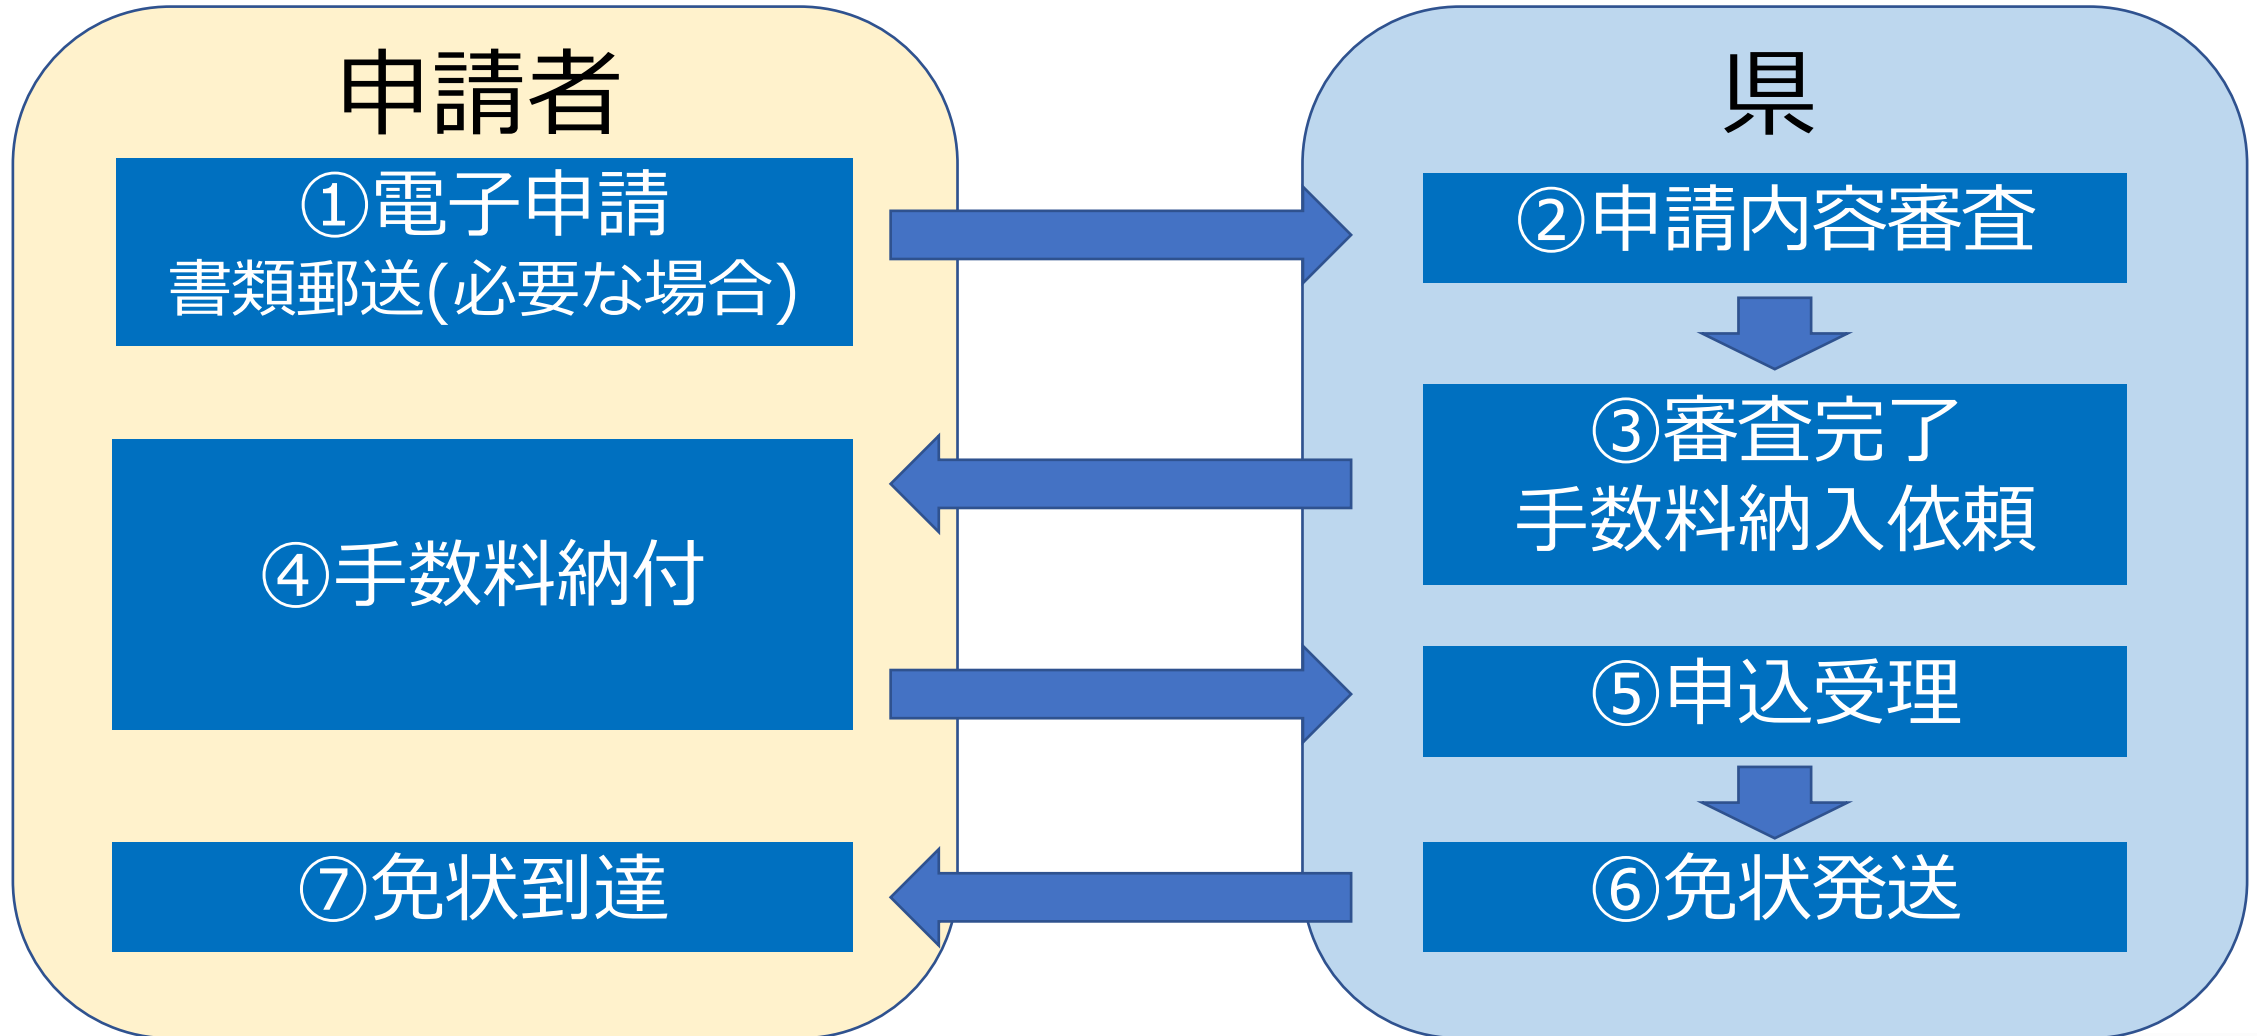 申請者
①電子申請
書類郵送(必要な場合)
④手数料納付
⑦免状到達
県
②申請内容審査
③審査完了
手数料納入依頼
⑤申込受理
⑥免状発送